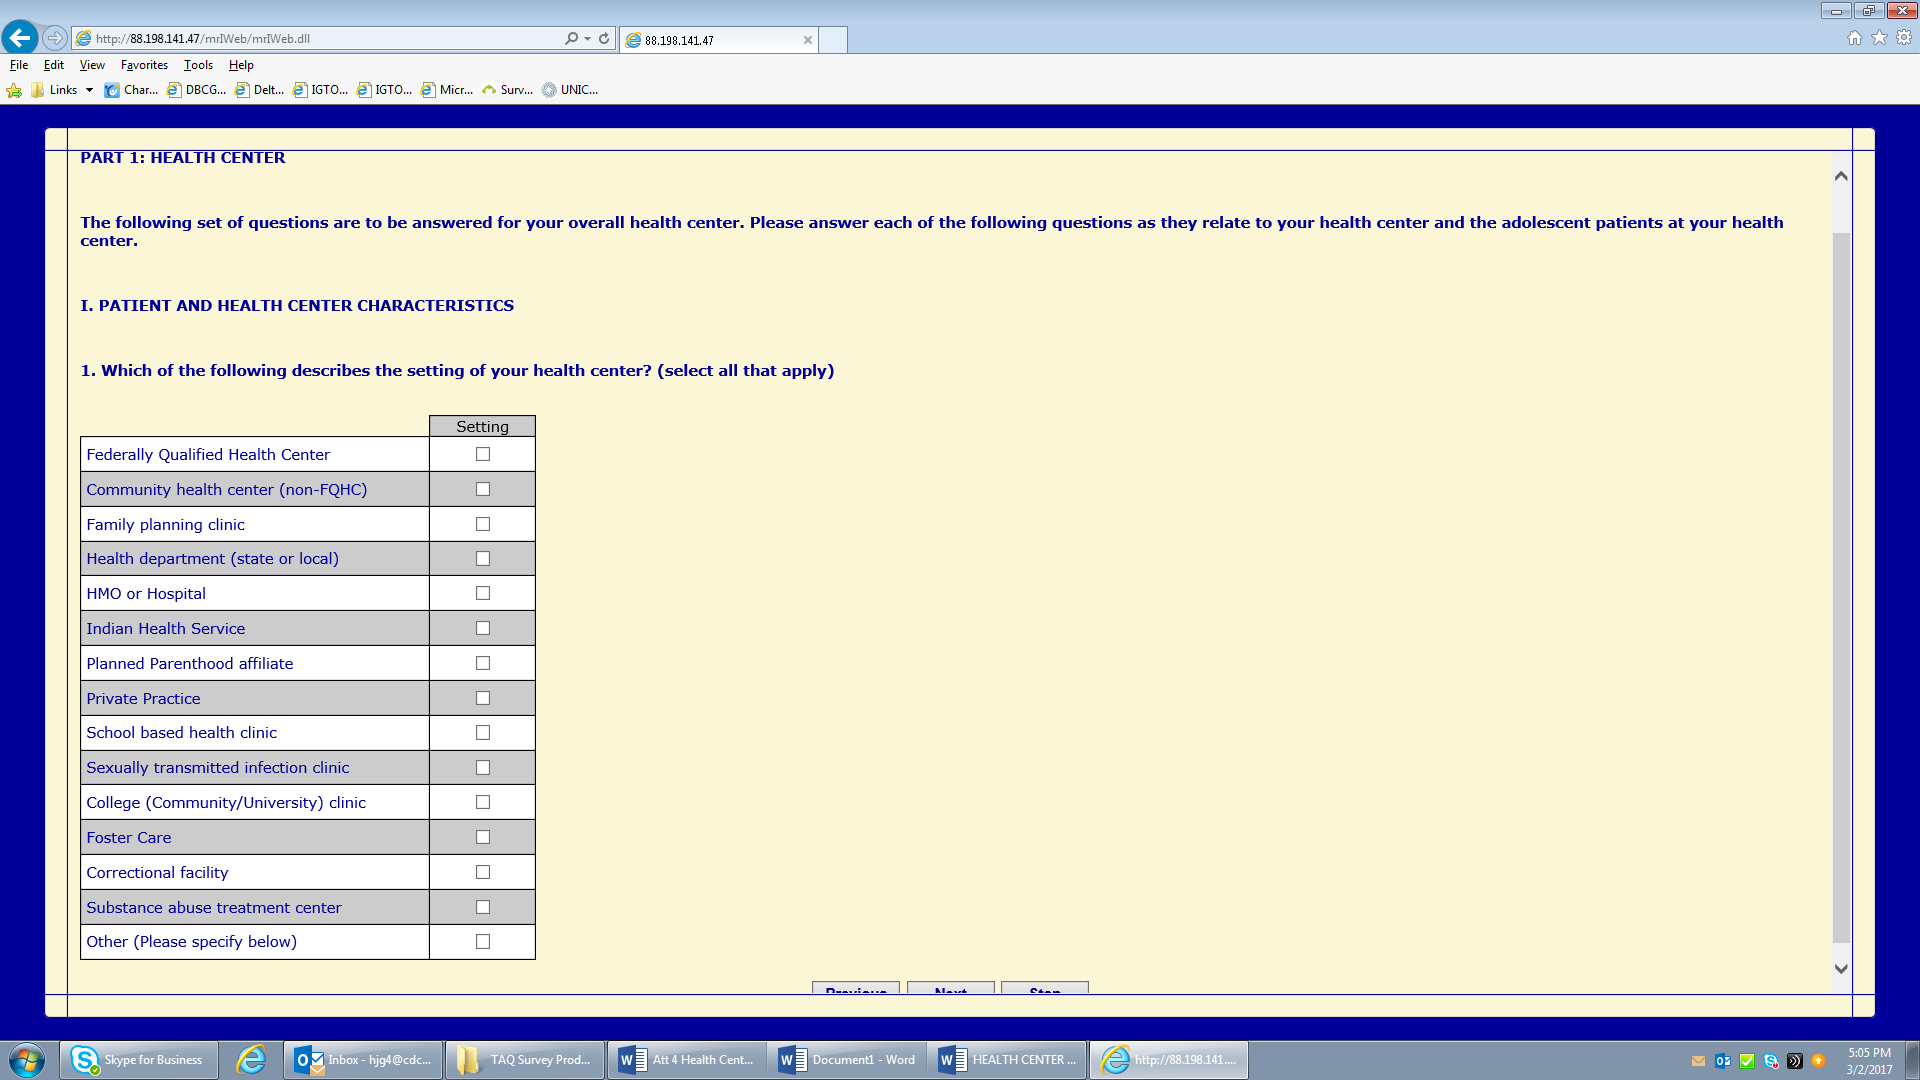 http://88.198.141.47/mrIWeb/mrIWeb.dll
88.198.141.47
File Edit View Favorites Tools Help
Links Char... DBCG... Delt... IGTO... IGTO... Micr... Surv... UNIC...
PART 1: HEALTH CENTER
The following set of questions are to be answered for your overall health center. Please answer each of the following questions as they relate to your health center and the adolescent patients at your health
center.
I. PATIENT AND HEALTH CENTER CHARACTERISTICS
1. Which of the following describes the setting of your health center? (select all that apply)
Setting
Federally Qualified Health Center
Community health center (non-FQHC)
Family planning clinic
Health department (state or local)
HMO or Hospital
Indian Health Service
Planned Parenthood affiliate
Private Practice
School based health clinic
Sexually transmitted infection clinic
College (Community/University) clinic
Foster Care
Correctional facility
Substance abuse treatment center
Other (Please specify below)
Previous Next Stop
Skype for Business Inbox - hjg4@cdc... TAQ Survey Prod... Att 4 Health Cent... Document1 - Word HEALTH CENTER ... http://88.198.141....
5:05 PM
3/2/2017